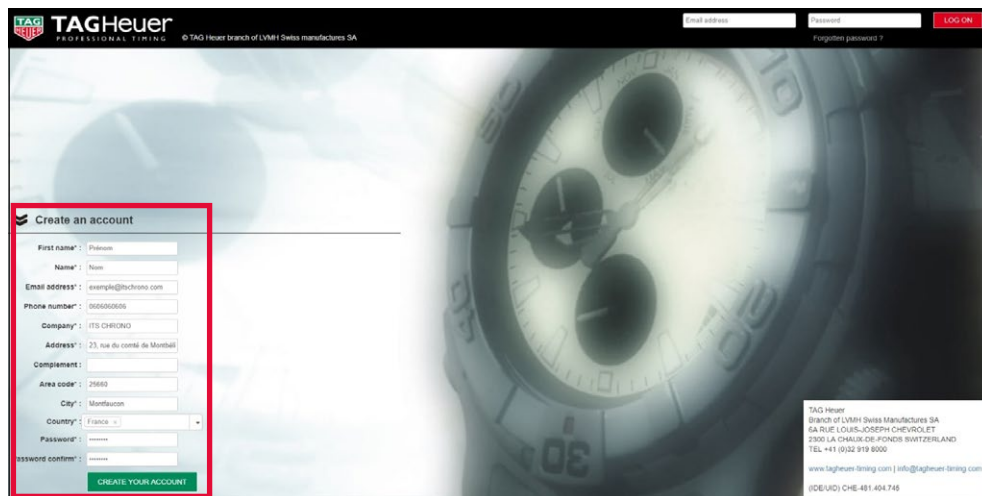 TAG HEUER
TAGHeuer
PROFESSIONAL TIMING
© TAG Heuer branch of LVMH Swiss manufactures SA
Email address
Password
LOG ON
Forgotten password ?
Create an account
First name* : Prénom
Name* : Nom
Email address* : exemple@itschrono.com
Phone number* : 0606060606
Company* : ITS CHRONO
Address* : 23, rue du comté de Montbéli
Complement :
Area code* : 25660
City* : Montfaucon
Country* : France ×
Password* : ••••••••
Password confirm* : ••••••••
CREATE YOUR ACCOUNT
TAG Heuer
Branch of LVMH Swiss Manufactures SA
6A RUE LOUIS-JOSEPH CHEVROLET
2300 LA CHAUX-DE-FONDS SWITZERLAND
TEL +41 (0)32 919 8000
www.tagheuer-timing.com | info@tagheuer-timing.com
(IDE/UID) CHE-481.404.746